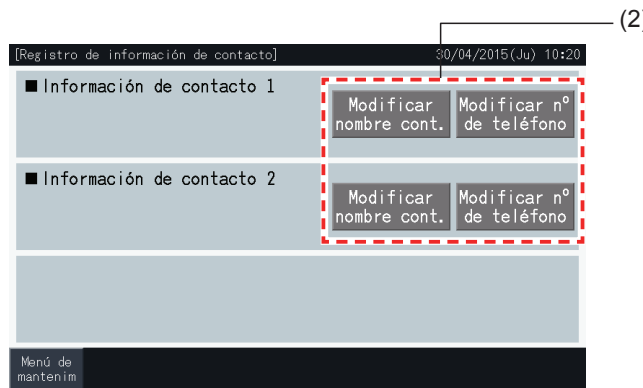 (2)
[Registro de información de contacto] 30/04/2015(Ju) 10:20
■ Información de contacto 1
Modificar nombre cont.
Modificar nº de teléfono
■ Información de contacto 2
Modificar nombre cont.
Modificar nº de teléfono
Menú de
mantenim